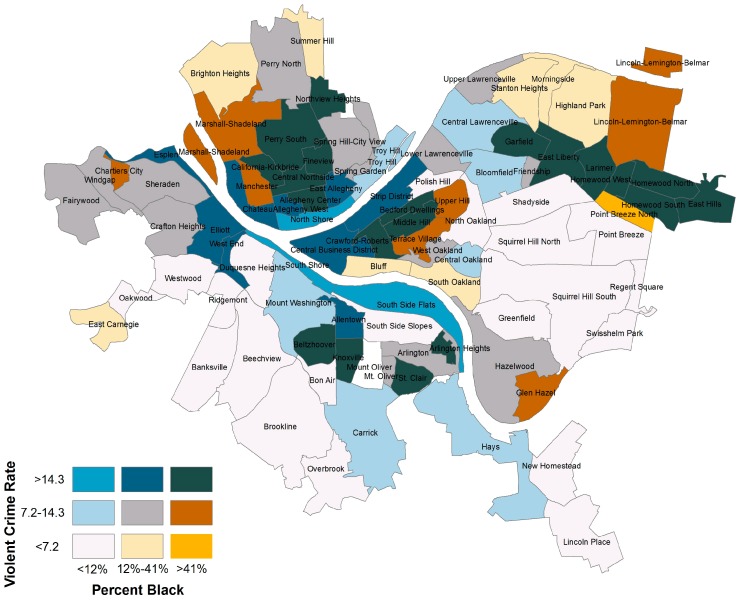 Summer Hill
Perry North
Lincoln-Lemington-Belmar
Brighton Heights
Upper Lawrenceville
Morningside
Stanton Heights
Northview Heights
Highland Park
Marshall-Shadeland
Central Lawrenceville
Lincoln-Lemington-Belmar
Perry South
Spring Hill-City View
Garfield
Troy Hill
Marshall-Shadeland
Lower Lawrenceville
East Liberty
Fineview
Troy Hill
California-Kirkbride
Larimer
Chartiers City
Spring Garden
Bloomfield
Friendship
Central Northside
Windgap
Sheraden
Polish Hill
Homewood West
Homewood North
Manchester
East Allegheny
Strip District
Fairywood
Allegheny Center
Upper Hill
Shadyside
Homewood South
East Hills
Allegheny West
Bedford Dwellings
Point Breeze North
North Shore
Middle Hill
North Oakland
Crafton Heights
Elliott
Point Breeze
West End
Crawford-Roberts
Terrace Village
Squirrel Hill North
Central Business District
West Oakland
Central Oakland
Duquesne Heights
South Shore
Bluff
Westwood
South Oakland
Regent Square
Oakwood
Ridgemont
Mount Washington
South Side Flats
Squirrel Hill South
East Carnegie
Allentown
South Side Slopes
Greenfield
Swisshelm Park
Beltzhoover
Arlington Heights
Beechview
Knoxville
Arlington
Banksville
Mount Oliver
Hazelwood
Bon Air
Mt. Oliver
St. Clair
Glen Hazel
Brookline
Carrick
Hays
Overbrook
New Homestead
Lincoln Place
Violent Crime Rate
>14.3
7.2-14.3
<7.2
<12%
12%-41%
>41%
Percent Black